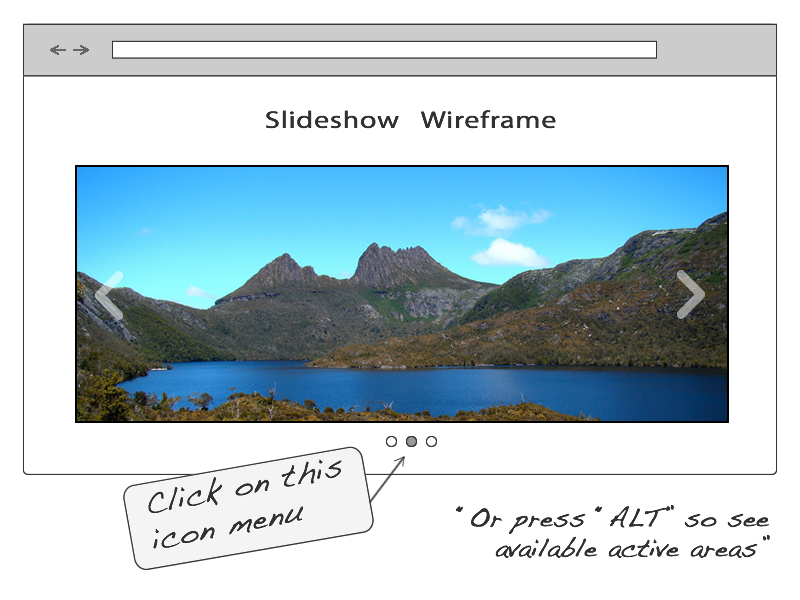 Slideshow Wireframe
Click on this
icon menu
"Or press "ALT" so see
available active areas"